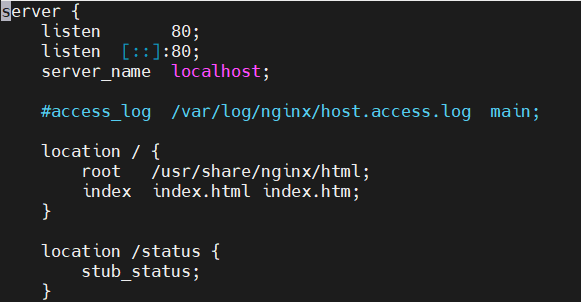 server {
    listen       80;
    listen  [::]:80;
    server_name  localhost;

    #access_log  /var/log/nginx/host.access.log  main;

    location / {
        root   /usr/share/nginx/html;
        index  index.html index.htm;
    }

    location /status {
        stub_status;
    }